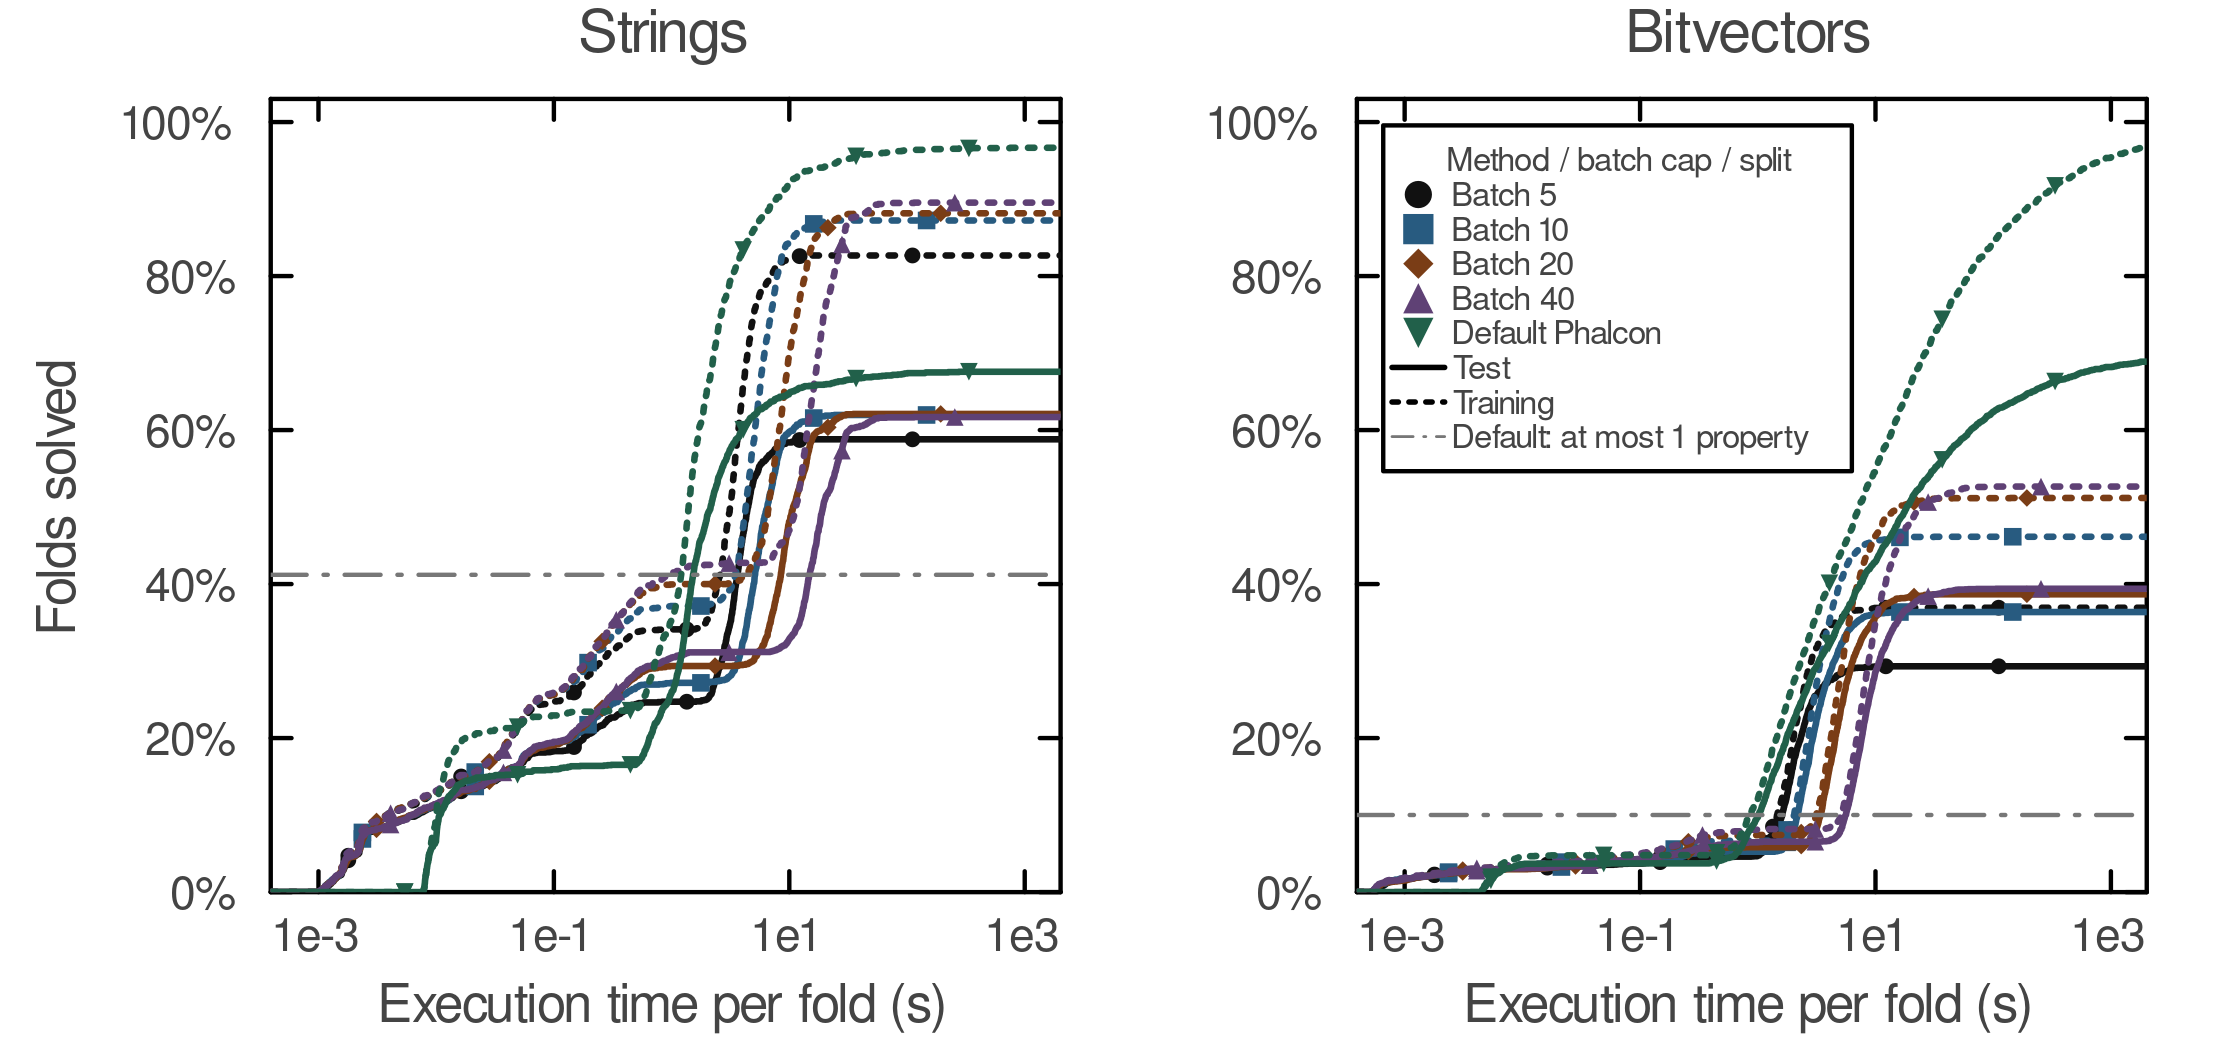 Strings
Bitvectors
Folds solved
100%
80%
60%
40%
20%
0%
1e-3
1e-1
1e1
1e3
Execution time per fold (s)
100%
80%
60%
40%
20%
0%
Method / batch cap / split
Batch 5
Batch 10
Batch 20
Batch 40
Default Phalcon
Test
Training
Default: at most 1 property
1e-3
1e-1
1e1
1e3
Execution time per fold (s)